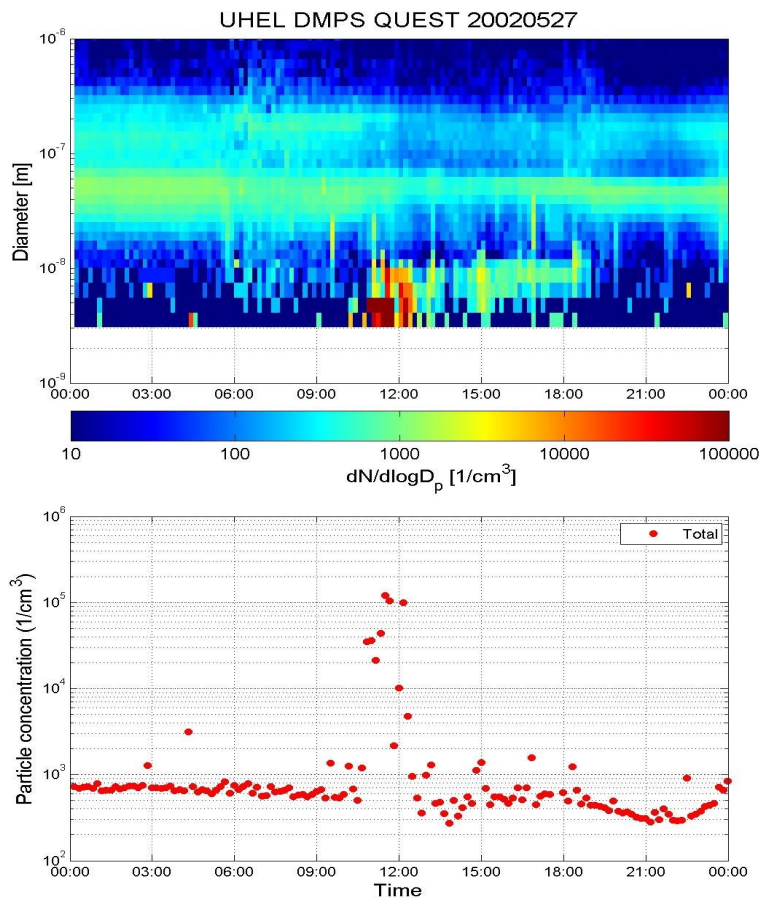 UHEL DMPS QUEST 20020527
Diameter [m]
10^-6
10^-7
10^-8
10^-9
00:00 03:00 06:00 09:00 12:00 15:00 18:00 21:00 00:00
10 100 1000 10000 100000
dN/dlogD_p [1/cm^3]
Particle concentration (1/cm^3)
10^6
10^5
10^4
10^3
10^2
Total
00:00 03:00 06:00 09:00 12:00 15:00 18:00 21:00 00:00
Time